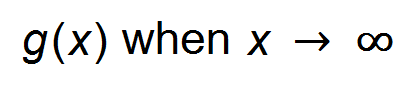 g(x) when x → ∞